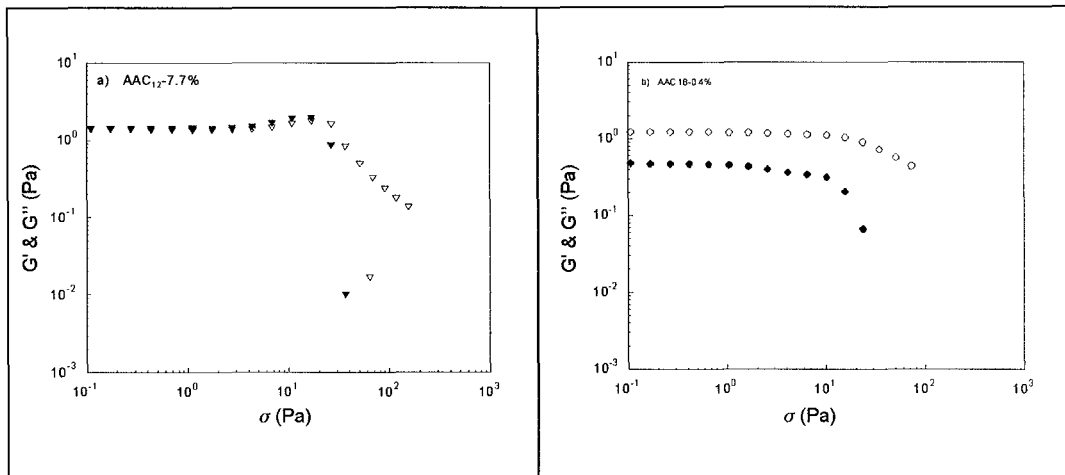 a) AAC₁₂-7.7%
G' & G'' (Pa)
10¹
10⁰
10⁻¹
10⁻²
10⁻³
10⁻¹ 10⁰ 10¹ 10² 10³
σ (Pa)
b) AAC 18-0.4%
G' & G'' (Pa)
10¹
10⁰
10⁻¹
10⁻²
10⁻³
10⁻¹ 10⁰ 10¹ 10² 10³
σ (Pa)